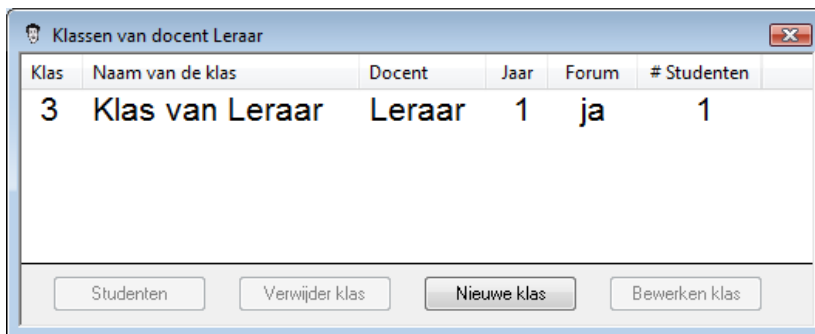 Klassen van docent Leraar
Klas Naam van de klas Docent Jaar Forum # Studenten
3 Klas van Leraar Leraar 1 ja 1
Studenten Verwijder klas Nieuwe klas Bewerken klas